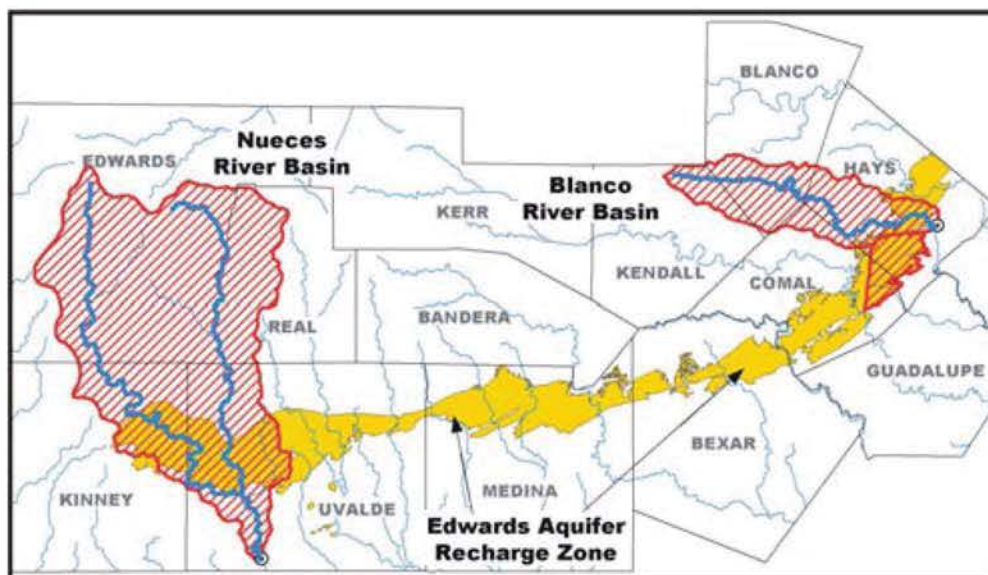 BLANCO
Nueces
River Basin
EDWARDS
HAYS
Blanco
River Basin
KERR
KENDALL
COMAL
REAL
BANDERA
GUADALUPE
BEXAR
KINNEY
UVALDE
MEDINA
Edwards Aquifer
Recharge Zone